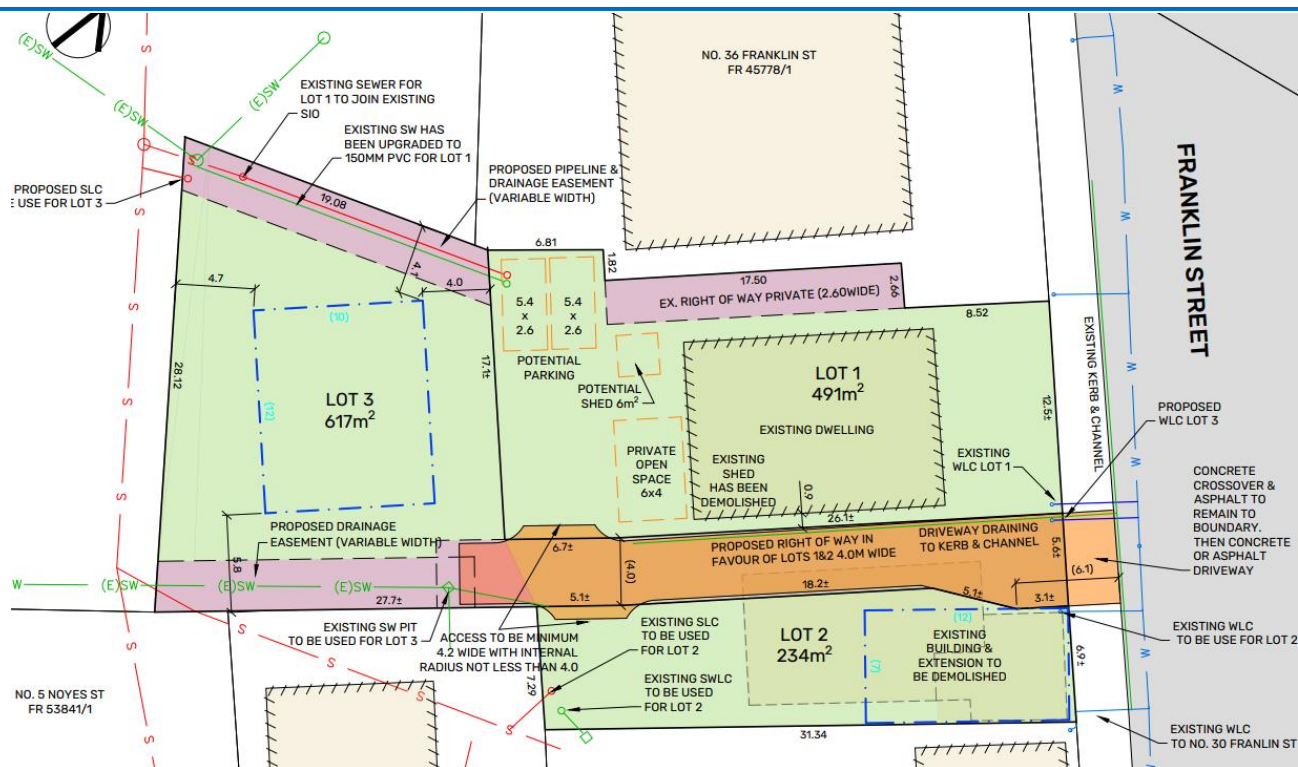 (E)SW
(E)SW
(E)SW
S
S
EXISTING SEWER FOR
LOT 1 TO JOIN EXISTING
SIO
EXISTING SW HAS
BEEN UPGRADED TO
150MM PVC FOR LOT 1
PROPOSED PIPELINE &
DRAINAGE EASEMENT
(VARIABLE WIDTH)
PROPOSED SLC
E USE FOR LOT 3
NO. 36 FRANKLIN ST
FR 45778/1
FRANKLIN STREET
W
W
W
W
W
S
S
S
19.08
4.7
4.0
28.12
17.1±
6.81
1.82
17.50
2.66
EX. RIGHT OF WAY PRIVATE (2.60WIDE)
8.52
5.4
x
2.6
5.4
x
2.6
POTENTIAL
PARKING
POTENTIAL
SHED 6m²
(10)
(12)
LOT 3
617m²
LOT 1
491m²
EXISTING DWELLING
EXISTING
SHED
HAS BEEN
DEMOLISHED
PRIVATE
OPEN
SPACE
6x4
12.5±
EXISTING KERB & CHANNEL
EXISTING
WLC LOT 1
PROPOSED
WLC LOT 3
CONCRETE
CROSSOVER &
ASPHALT TO
REMAIN TO
BOUNDARY.
THEN CONCRETE
OR ASPHALT
DRIVEWAY
0.9
26.1±
PROPOSED DRAINAGE
EASEMENT (VARIABLE WIDTH)
5.8
6.7±
(4.0)
PROPOSED RIGHT OF WAY IN
FAVOUR OF LOTS 1&2 4.0M WIDE
DRIVEWAY DRAINING
TO KERB & CHANNEL
5.6±
(6.1)
W
(E)SW
(E)SW
(E)SW
27.7±
5.1±
18.2±
5.1±
3.1±
EXISTING SW PIT
TO BE USED FOR LOT 3
ACCESS TO BE MINIMUM
4.2 WIDE WITH INTERNAL
RADIUS NOT LESS THAN 4.0
EXISTING SLC
TO BE USED
FOR LOT 2
EXISTING SWLC
TO BE USED
FOR LOT 2
LOT 2
234m²
(12)
(7)
EXISTING
BUILDING &
EXTENSION TO
BE DEMOLISHED
6.9±
EXISTING WLC
TO BE USE FOR LOT 2
EXISTING WLC
TO NO. 30 FRANLIN ST
7.29
31.34
NO. 5 NOYES ST
FR 53841/1
S
S
S
S
S